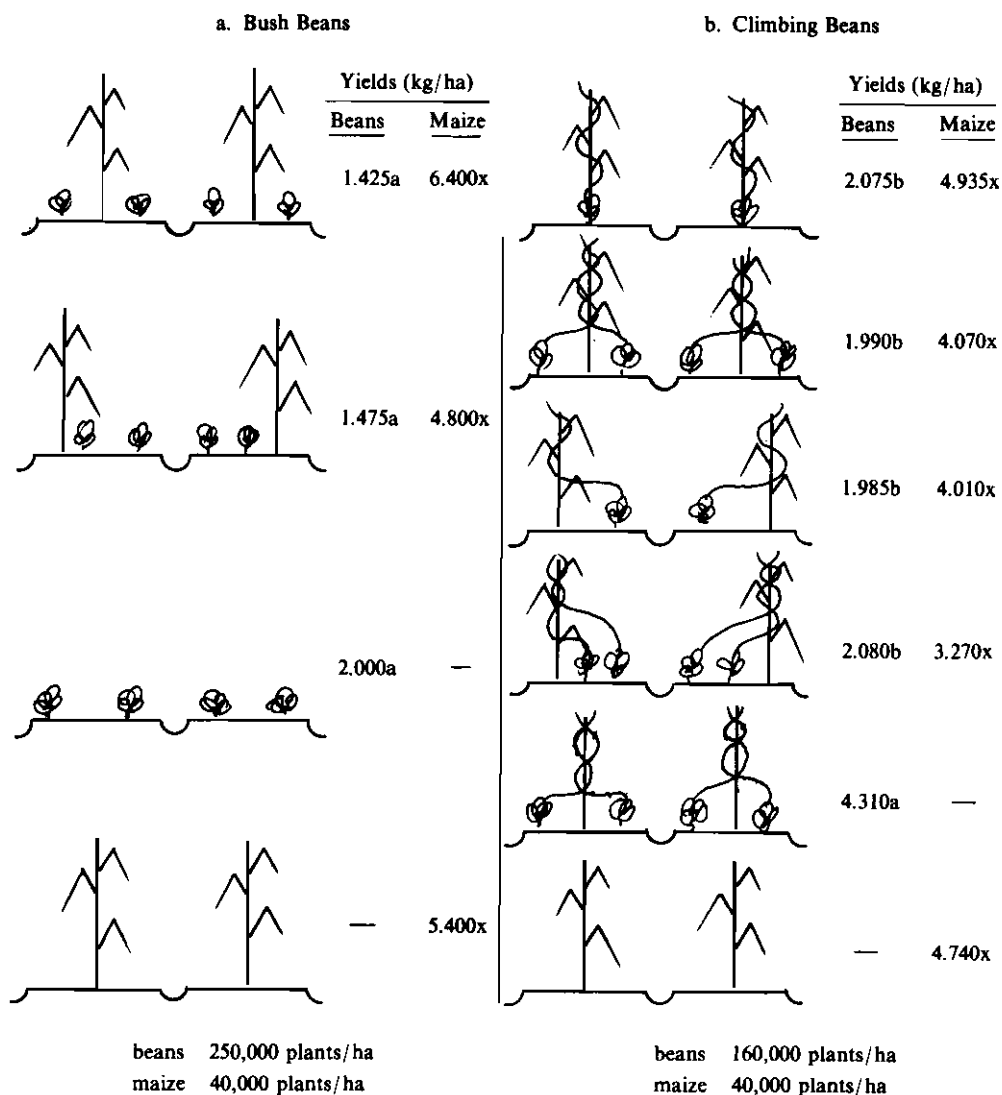 a. Bush Beans
Yields (kg/ha)
Beans Maize
1.425a 6.400x
1.475a 4.800x
2.000a —
— 5.400x
beans 250,000 plants/ha
maize 40,000 plants/ha
b. Climbing Beans
Yields (kg/ha)
Beans Maize
2.075b 4.935x
1.990b 4.070x
1.985b 4.010x
2.080b 3.270x
4.310a —
— 4.740x
beans 160,000 plants/ha
maize 40,000 plants/ha